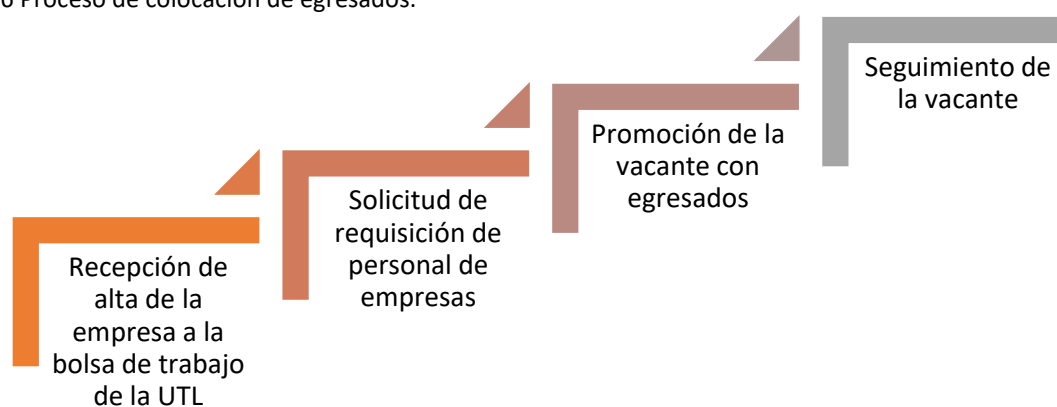 6 Proceso de colocación de egresados.
Recepción de
alta de la
empresa a la
bolsa de trabajo
de la UTL
Solicitud de
requisición de
personal de
empresas
Promoción de la
vacante con
egresados
Seguimiento de
la vacante